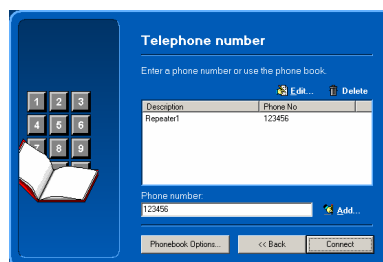 Telephone number
Enter a phone number or use the phone book.
Edit... Delete
Description Phone No
Repeater1 123456
1 2 3
4 5 6
7 8 9
Phone number:
123456 Add...
Phonebook Options... << Back Connect